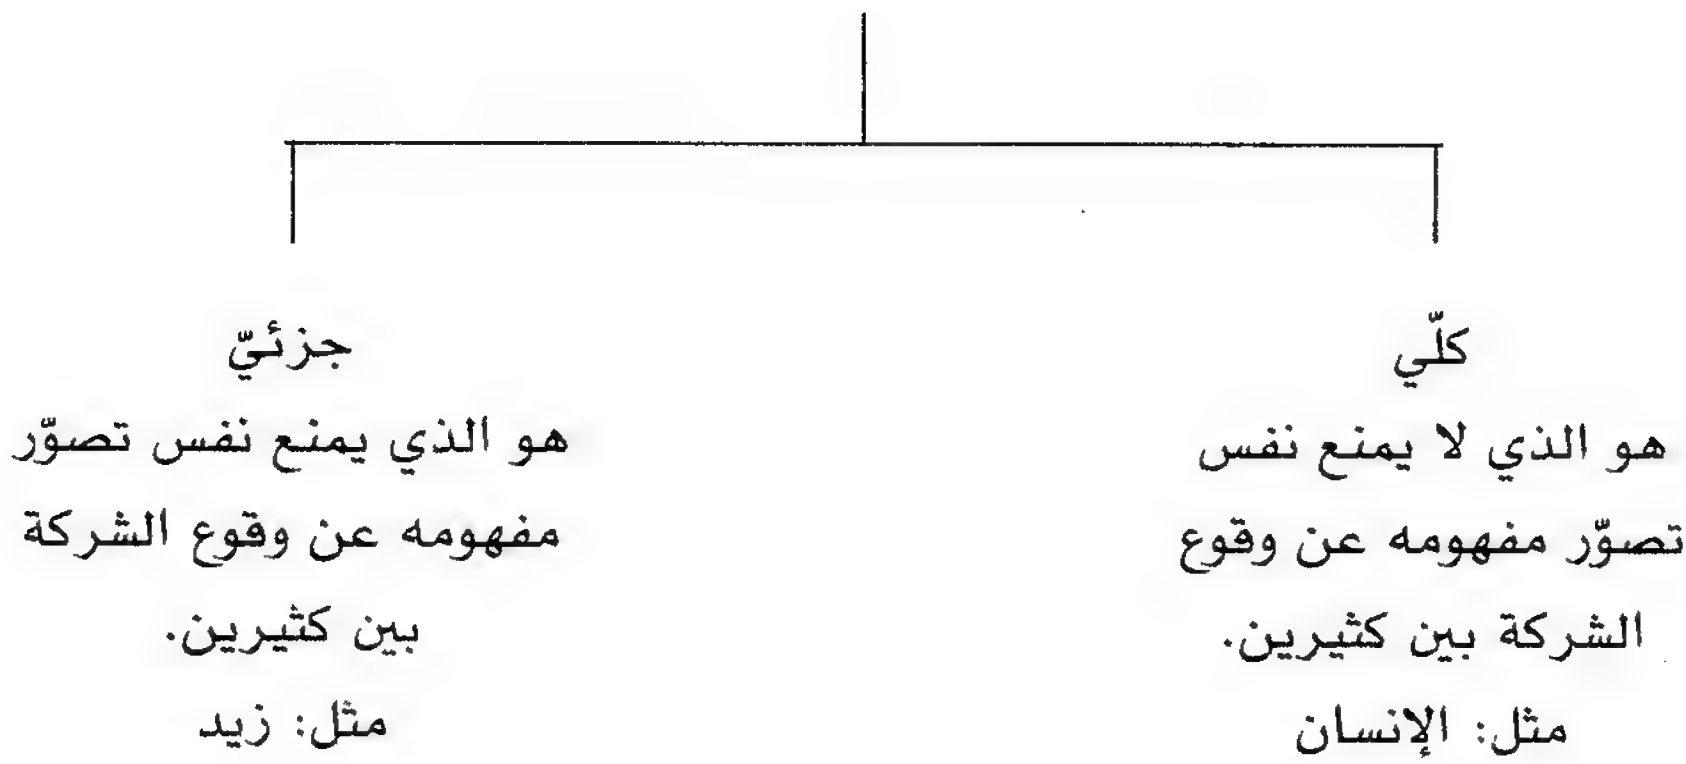 كلّي
هو الذي لا يمنع نفس
تصوّر مفهومه عن وقوع
الشركة بين كثيرين.
مثل: الإنسان
جزئيّ
هو الذي يمنع نفس تصوّر
مفهومه عن وقوع الشركة
بين كثيرين.
مثل: زيد